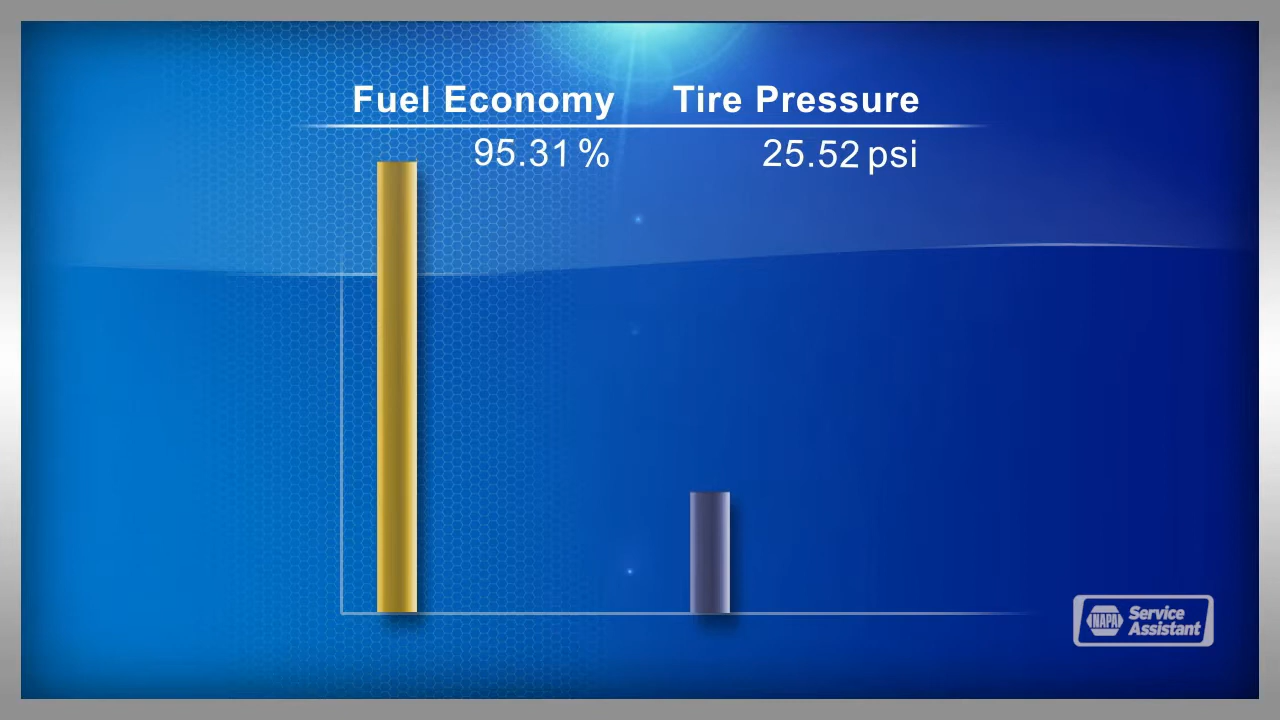 Fuel Economy Tire Pressure
95.31% 25.52 psi
NAPA Service
Assistant